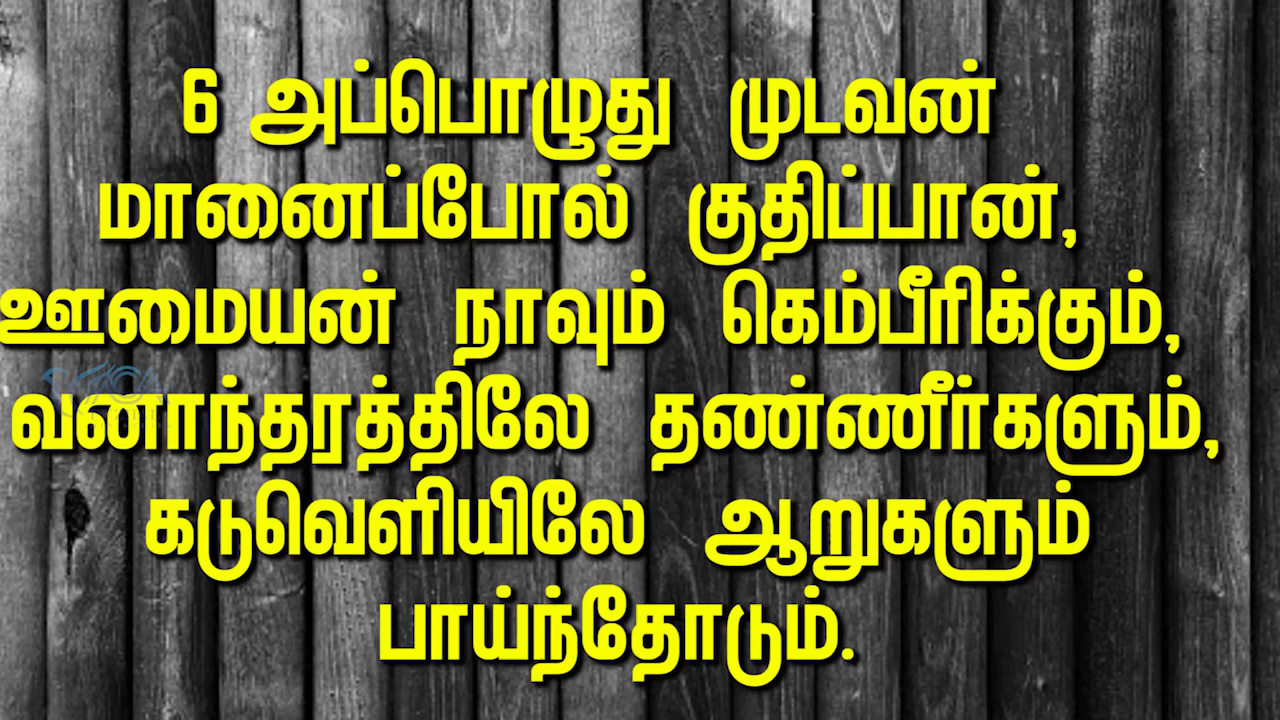 6 அப்பொழுது முடவன்
மானைப்போல் குதிப்பான்,
ஊமையன் நாவும் கெம்பீரிக்கும்,
வனாந்தரத்திலே தண்ணீர்களும்,
கடுவெளியிலே ஆறுகளும்
பாய்ந்தோடும்.